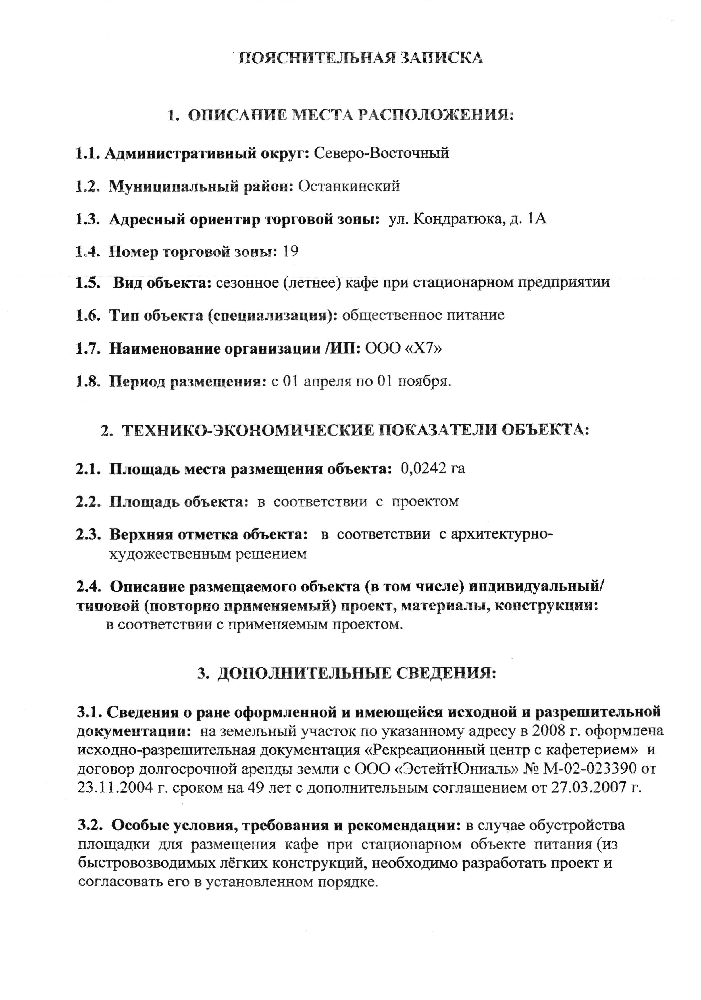 ПОЯСНИТЕЛЬНАЯ ЗАПИСКА
1. ОПИСАНИЕ МЕСТА РАСПОЛОЖЕНИЯ:
1.1. Административный округ: Северо-Восточный
1.2. Муниципальный район: Останкинский
1.3. Адресный ориентир торговой зоны: ул. Кондратюка, д. 1А
1.4. Номер торговой зоны: 19
1.5. Вид объекта: сезонное (летнее) кафе при стационарном предприятии
1.6. Тип объекта (специализация): общественное питание
1.7. Наименование организации /ИП: ООО «Х7»
1.8. Период размещения: с 01 апреля по 01 ноября.
2. ТЕХНИКО-ЭКОНОМИЧЕСКИЕ ПОКАЗАТЕЛИ ОБЪЕКТА:
2.1. Площадь места размещения объекта: 0,0242 га
2.2. Площадь объекта: в соответствии с проектом
2.3. Верхняя отметка объекта: в соответствии с архитектурно-
художественным решением
2.4. Описание размещаемого объекта (в том числе) индивидуальный/
типовой (повторно применяемый) проект, материалы, конструкции:
в соответствии с применяемым проектом.
3. ДОПОЛНИТЕЛЬНЫЕ СВЕДЕНИЯ:
3.1. Сведения о ране оформленной и имеющейся исходной и разрешительной
документации: на земельный участок по указанному адресу в 2008 г. оформлена
исходно-разрешительная документация «Рекреационный центр с кафетерием» и
договор долгосрочной аренды земли с ООО «ЭстейтЮниаль» № М-02-023390 от
23.11.2004 г. сроком на 49 лет с дополнительным соглашением от 27.03.2007 г.
3.2. Особые условия, требования и рекомендации: в случае обустройства
площадки для размещения кафе при стационарном объекте питания (из
быстровозводимых лёгких конструкций, необходимо разработать проект и
согласовать его в установленном порядке.